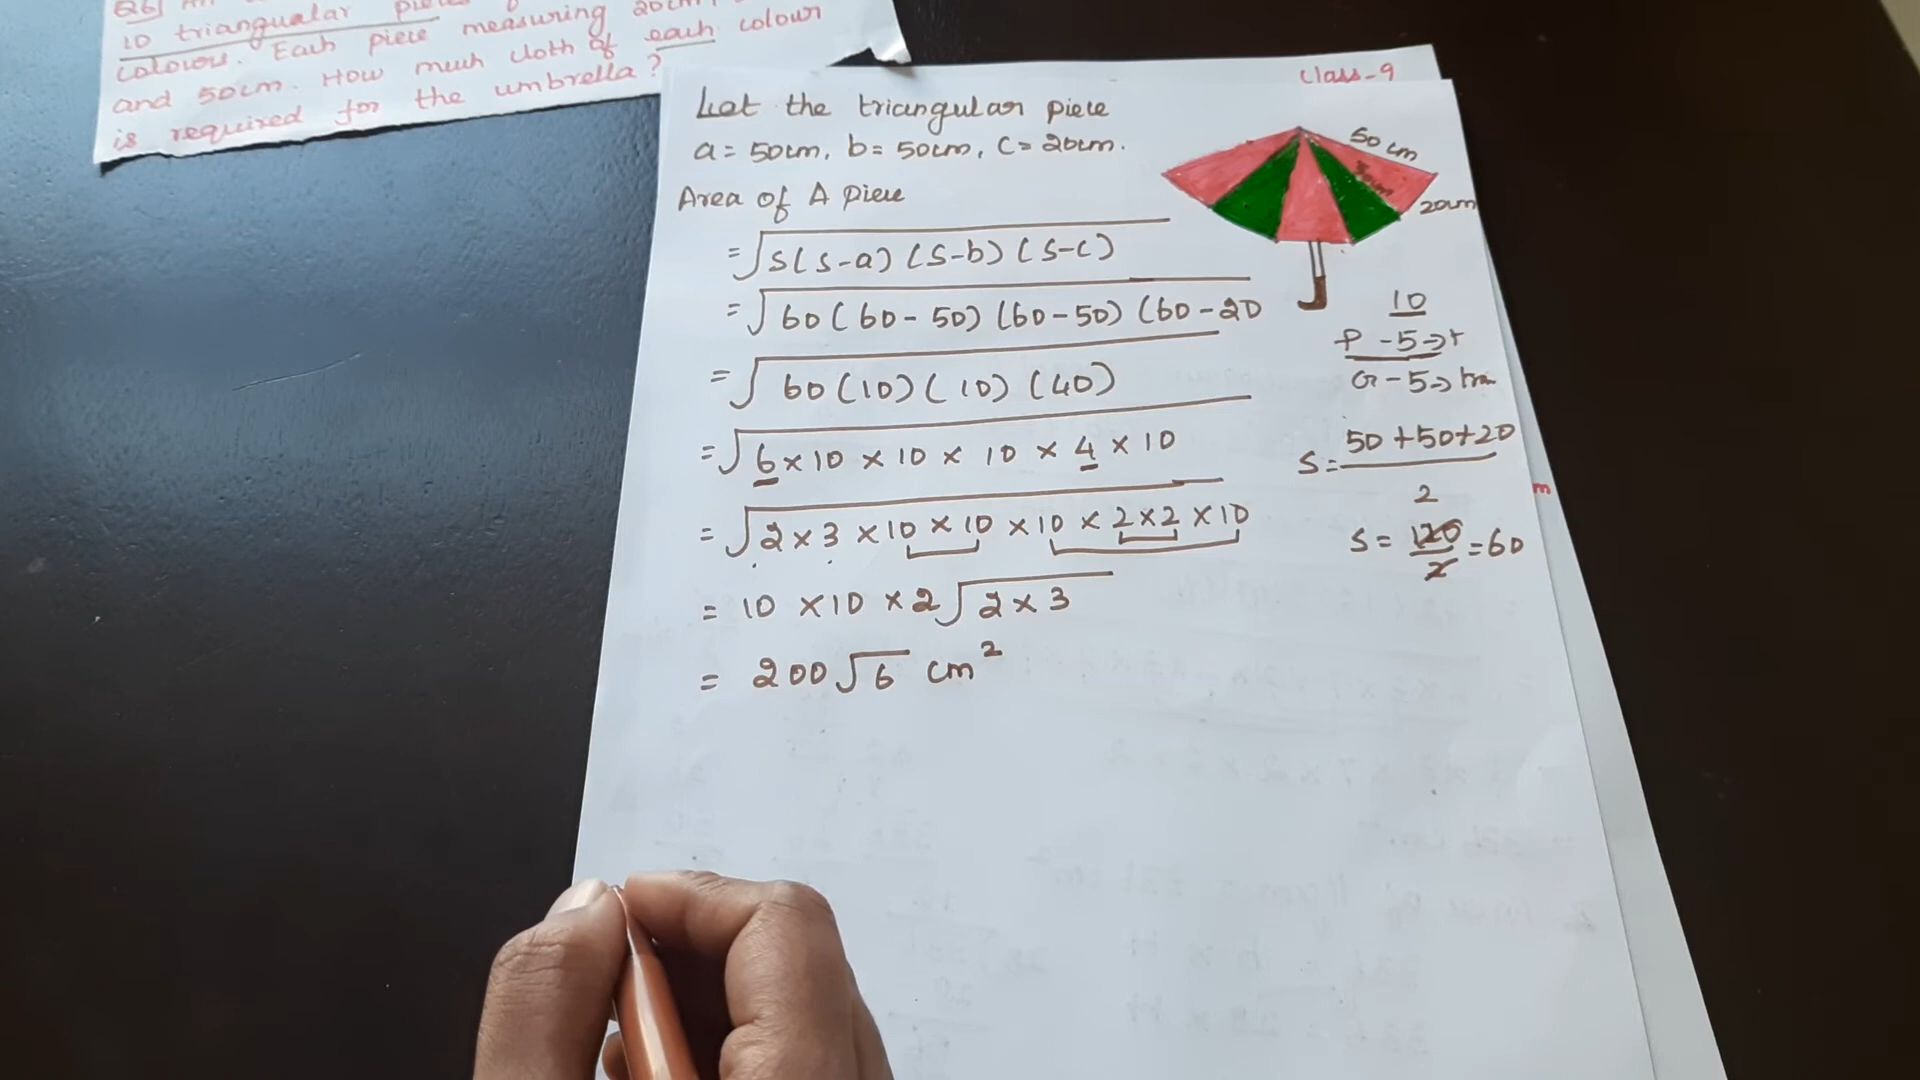 Q6)
10 triangular pieces
colours. Each piece measuring 20cm,
and 50cm. How much cloth of each colour
is required for the umbrella?
Class-9
Let the triangular piece
a = 50cm, b = 50cm, c = 20cm.
Area of A piece
= √s(s-a) (s-b) (s-c)
= √60 (60 - 50) (60 - 50) (60 - 20
= √60 (10) (10) (40)
= √6 × 10 × 10 × 10 × 4 × 10
= √2 × 3 × 10 × 10 × 10 × 2 × 2 × 10
= 10 × 10 × 2 √2 × 3
= 200 √6 cm²
50 cm
20cm
10
P - 5 →
G - 5 →
S = 50 + 50 + 20
2
S = 120 = 60
2
m